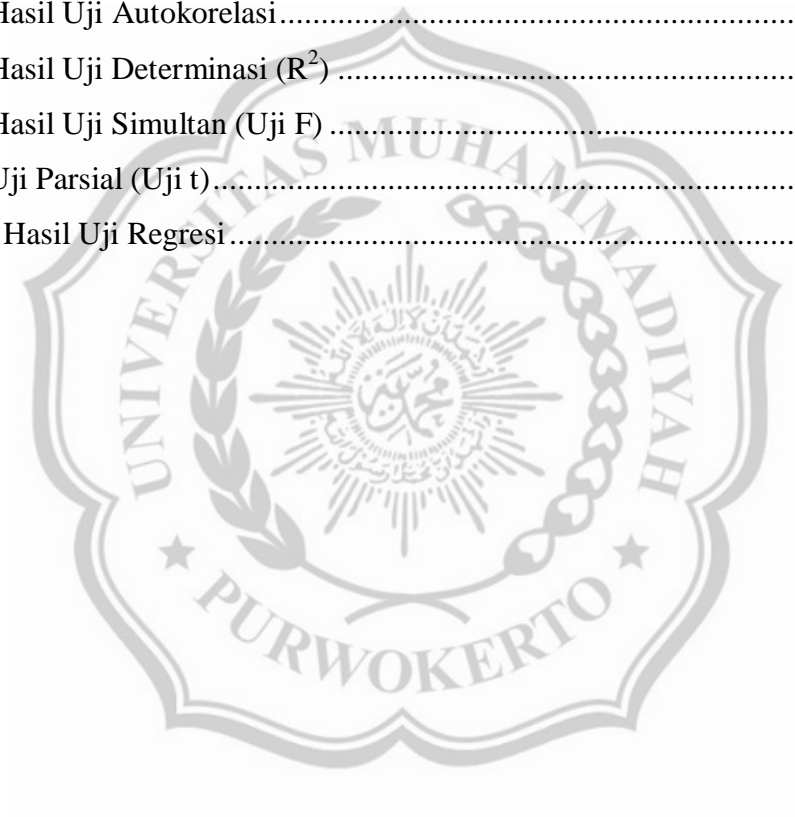 Hasil Uji Autokorelasi
Hasil Uji Determinasi (R²)
Hasil Uji Simultan (Uji F)
Uji Parsial (Uji t)
Hasil Uji Regresi
UNIVERSITAS MUHAMMADIYAH
PURWOKERTO